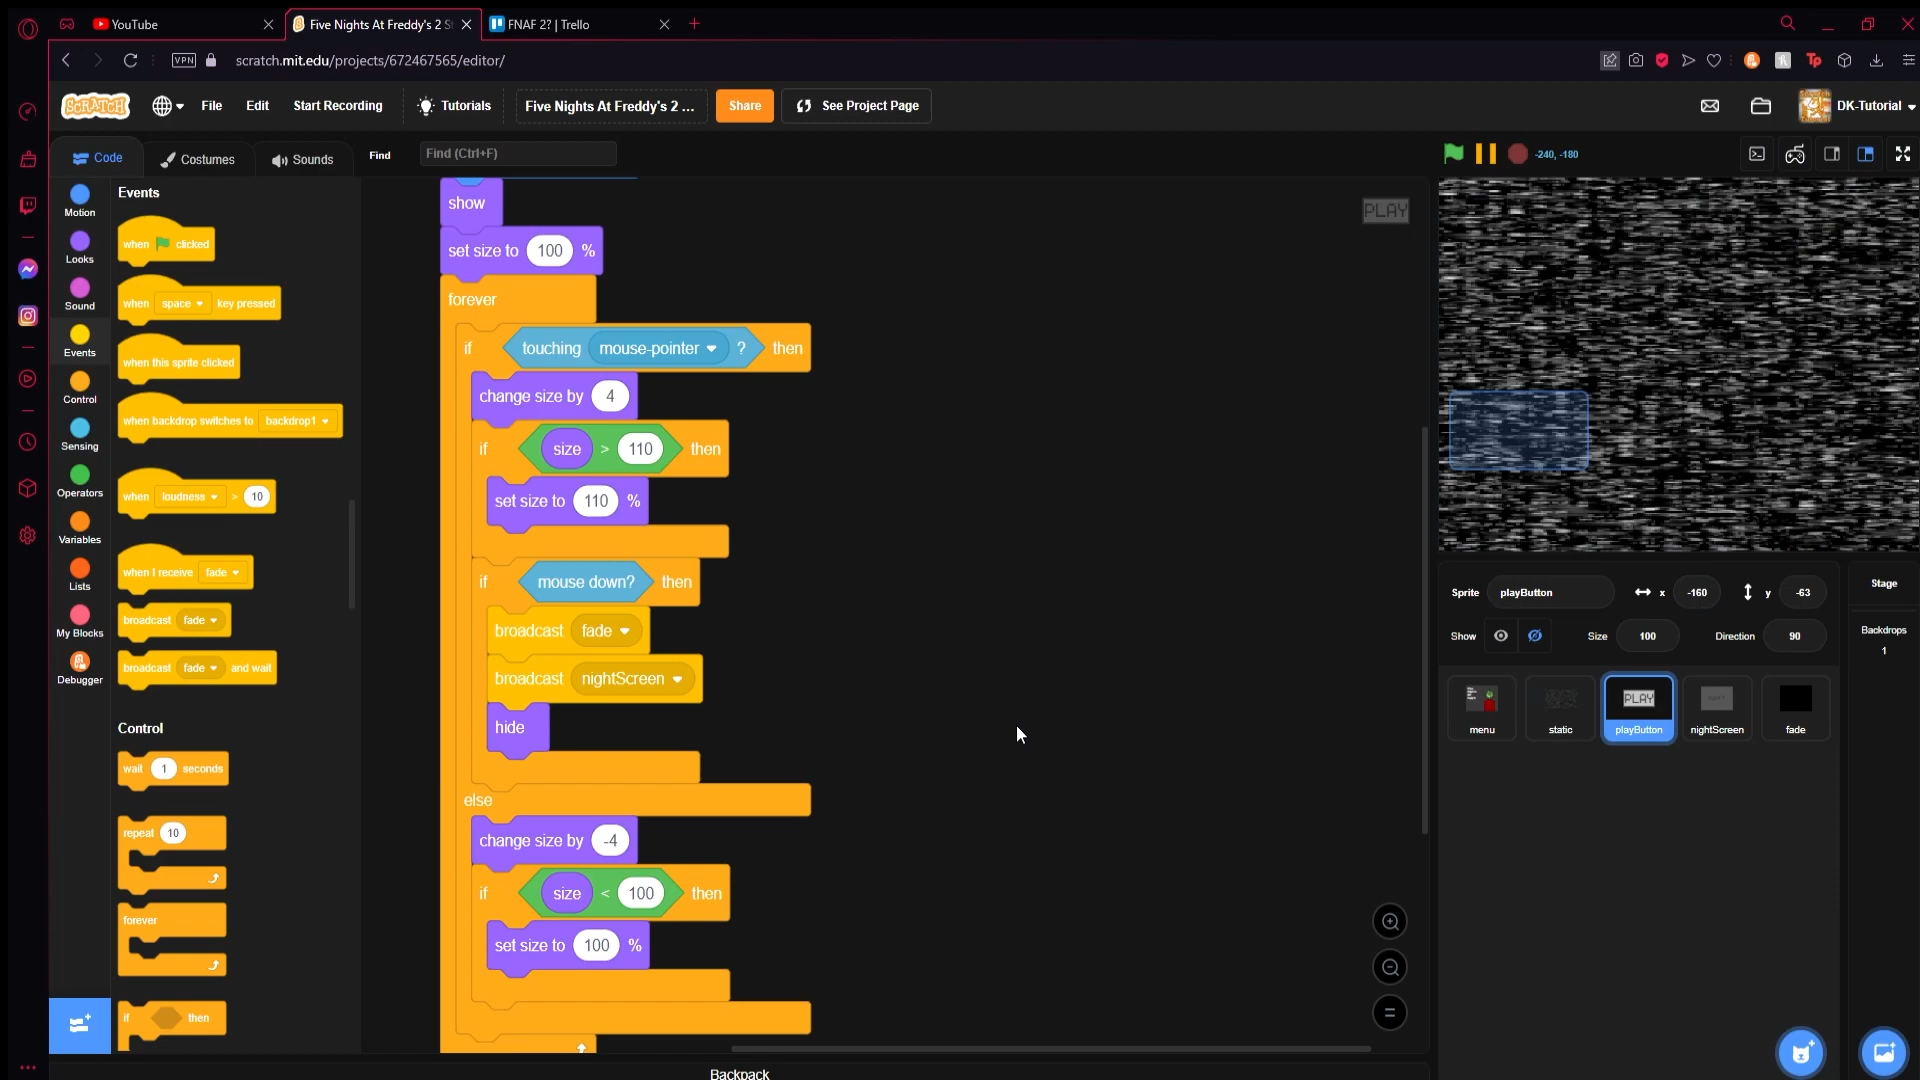 YouTube
Five Nights At Freddy's 2 S
FNAF 2? | Trello
VPN
scratch.mit.edu/projects/672467565/editor/
Tp
SCRATCH
File
Edit
Start Recording
Tutorials
Five Nights At Freddy's 2 ...
Share
See Project Page
DK-Tutorial
Code
Costumes
Sounds
Find
Find (Ctrl+F)
-240, -180
Motion
Looks
Sound
Events
Control
Sensing
Operators
Variables
Lists
My Blocks
Debugger
Events
when clicked
when space key pressed
when this sprite clicked
when backdrop switches to backdrop1
when loudness > 10
when I receive fade
broadcast fade
broadcast fade and wait
Control
wait 1 seconds
repeat 10
forever
if then
show
set size to 100 %
forever
if touching mouse-pointer ? then
change size by 4
if size > 110 then
set size to 110 %
if mouse down? then
broadcast fade
broadcast nightScreen
hide
else
change size by -4
if size < 100 then
set size to 100 %
PLAY
Backpack
Sprite playButton x -160 y -63
Show Size 100 Direction 90
Stage
Backdrops
1
PLAY
menu
static
playButton
nightScreen
fade